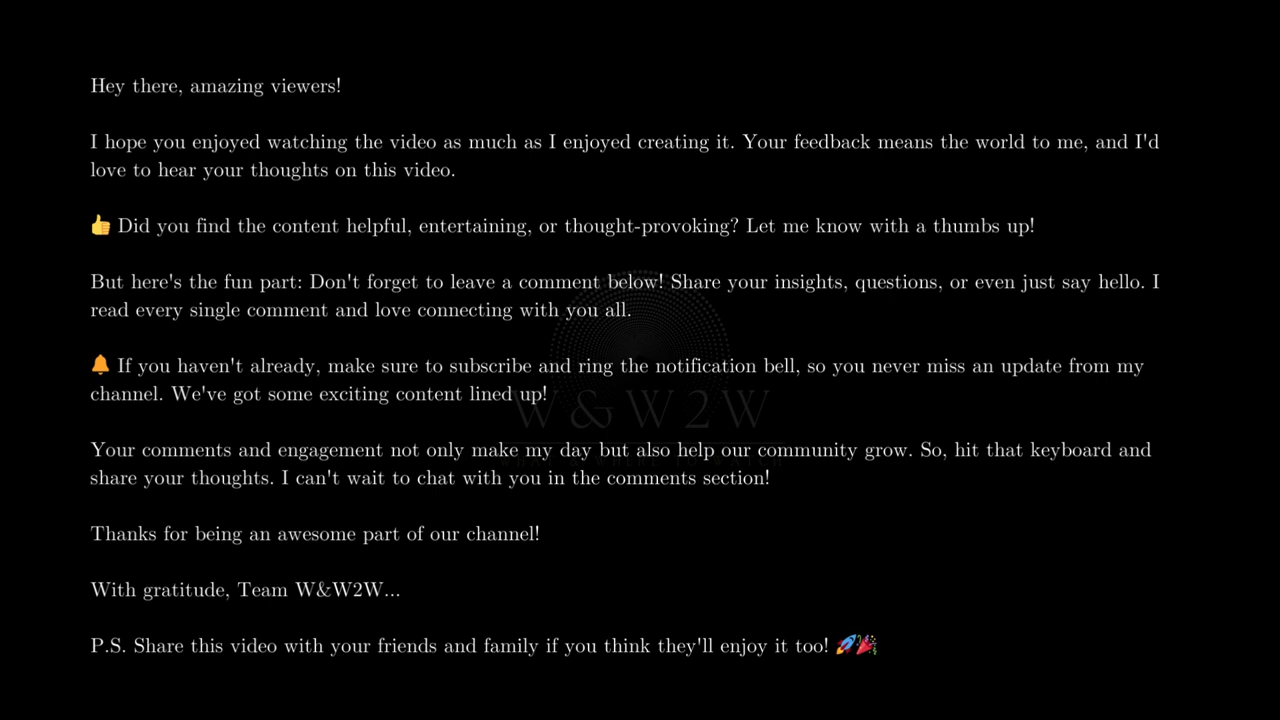 Hey there, amazing viewers!
I hope you enjoyed watching the video as much as I enjoyed creating it. Your feedback means the world to me, and I'd
love to hear your thoughts on this video.
👍 Did you find the content helpful, entertaining, or thought-provoking? Let me know with a thumbs up!
But here's the fun part: Don't forget to leave a comment below! Share your insights, questions, or even just say hello. I
read every single comment and love connecting with you all.
🔔 If you haven't already, make sure to subscribe and ring the notification bell, so you never miss an update from my
channel. We've got some exciting content lined up!
W&W2W
Your comments and engagement not only make my day but also help our community grow. So, hit that keyboard and
share your thoughts. I can't wait to chat with you in the comments section!
Thanks for being an awesome part of our channel!
With gratitude, Team W&W2W...
P.S. Share this video with your friends and family if you think they'll enjoy it too! 🚀🎉